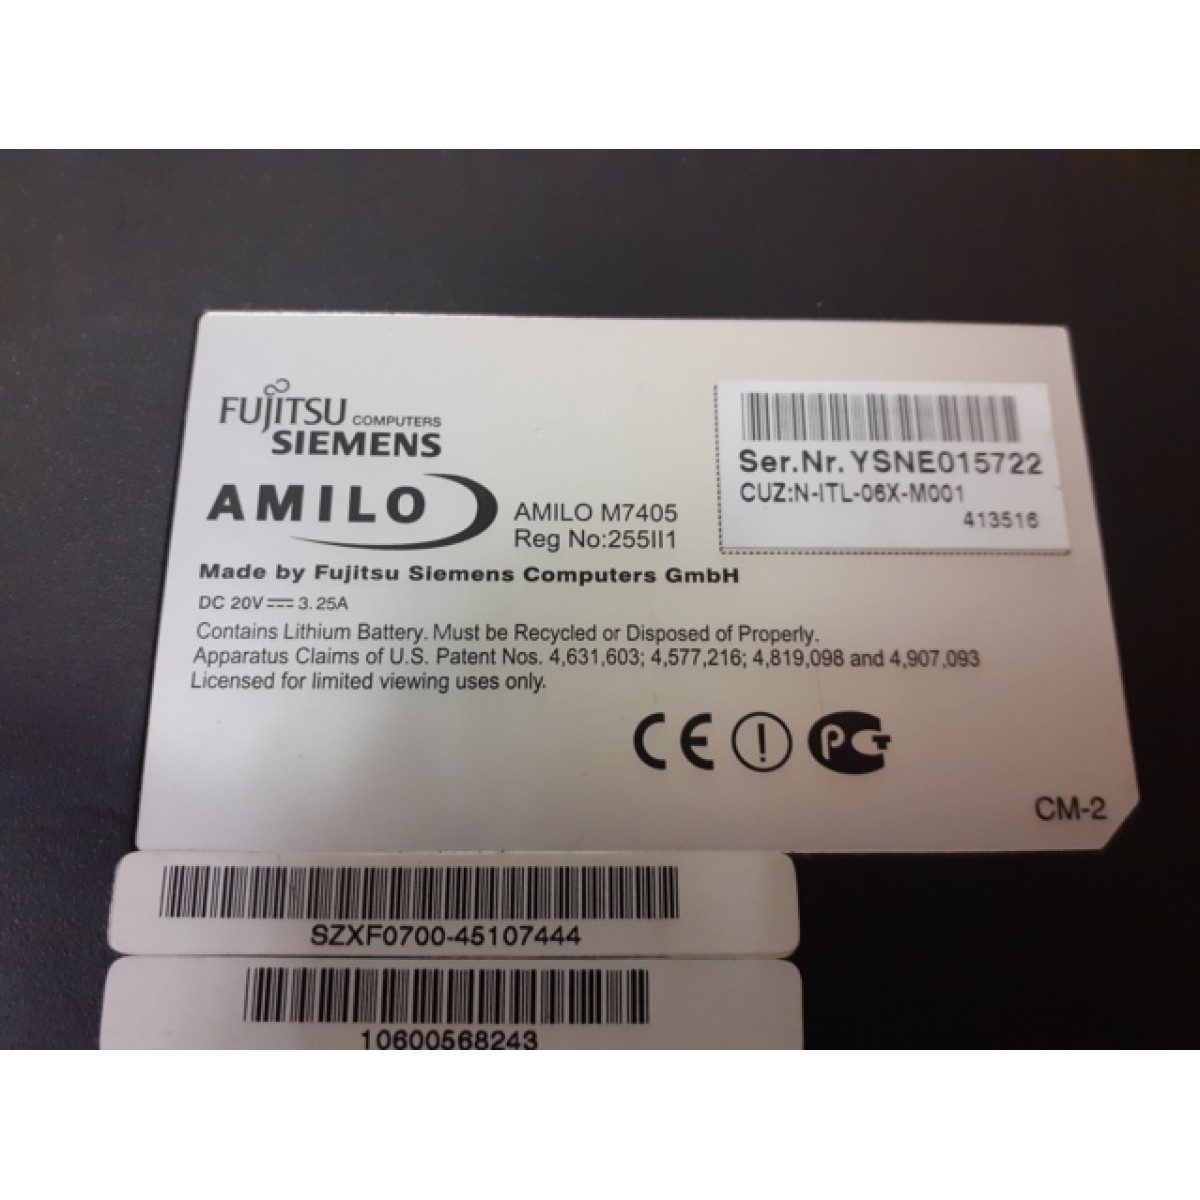 FUJITSU COMPUTERS
SIEMENS
AMILO
AMILO M7405
Reg No:255II1
Ser.Nr. YSNE015722
CUZ:N-ITL-06X-M001
413516
Made by Fujitsu Siemens Computers GmbH
DC 20V⎓3.25A
Contains Lithium Battery. Must be Recycled or Disposed of Properly.
Apparatus Claims of U.S. Patent Nos. 4,631,603; 4,577,216; 4,819,098 and 4,907,093
Licensed for limited viewing uses only.
CE ! PCT
CM-2
SZXF0700-45107444
10600568243